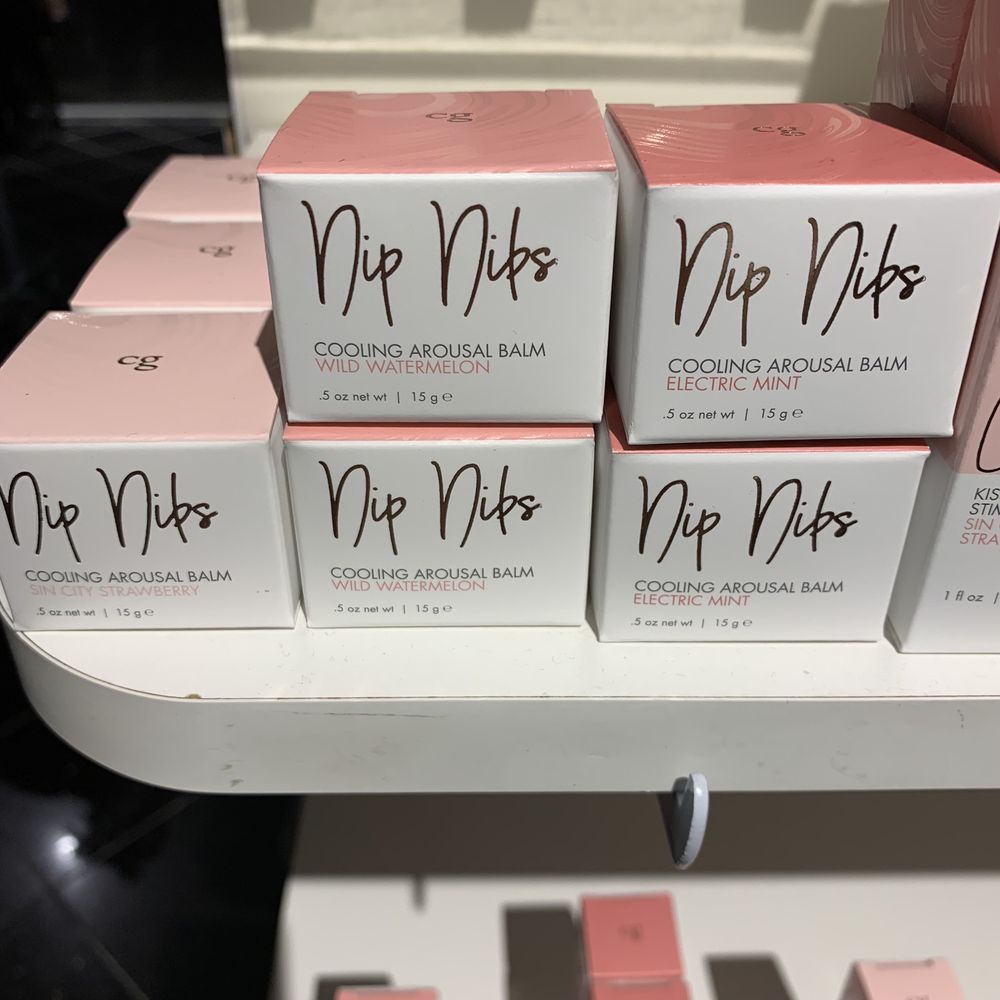 cg
cg
cg
cg
cg
Nip Nibs
COOLING AROUSAL BALM
WILD WATERMELON
.5 oz net wt | 15 g ℮
Nip Nibs
COOLING AROUSAL BALM
ELECTRIC MINT
.5 oz net wt | 15 g ℮
Nip Nibs
COOLING AROUSAL BALM
SIN CITY STRAWBERRY
.5 oz net wt | 15 g ℮
Nip Nibs
COOLING AROUSAL BALM
WILD WATERMELON
.5 oz net wt | 15 g ℮
Nip Nibs
COOLING AROUSAL BALM
ELECTRIC MINT
.5 oz net wt | 15 g ℮
SIN
1 fl oz |